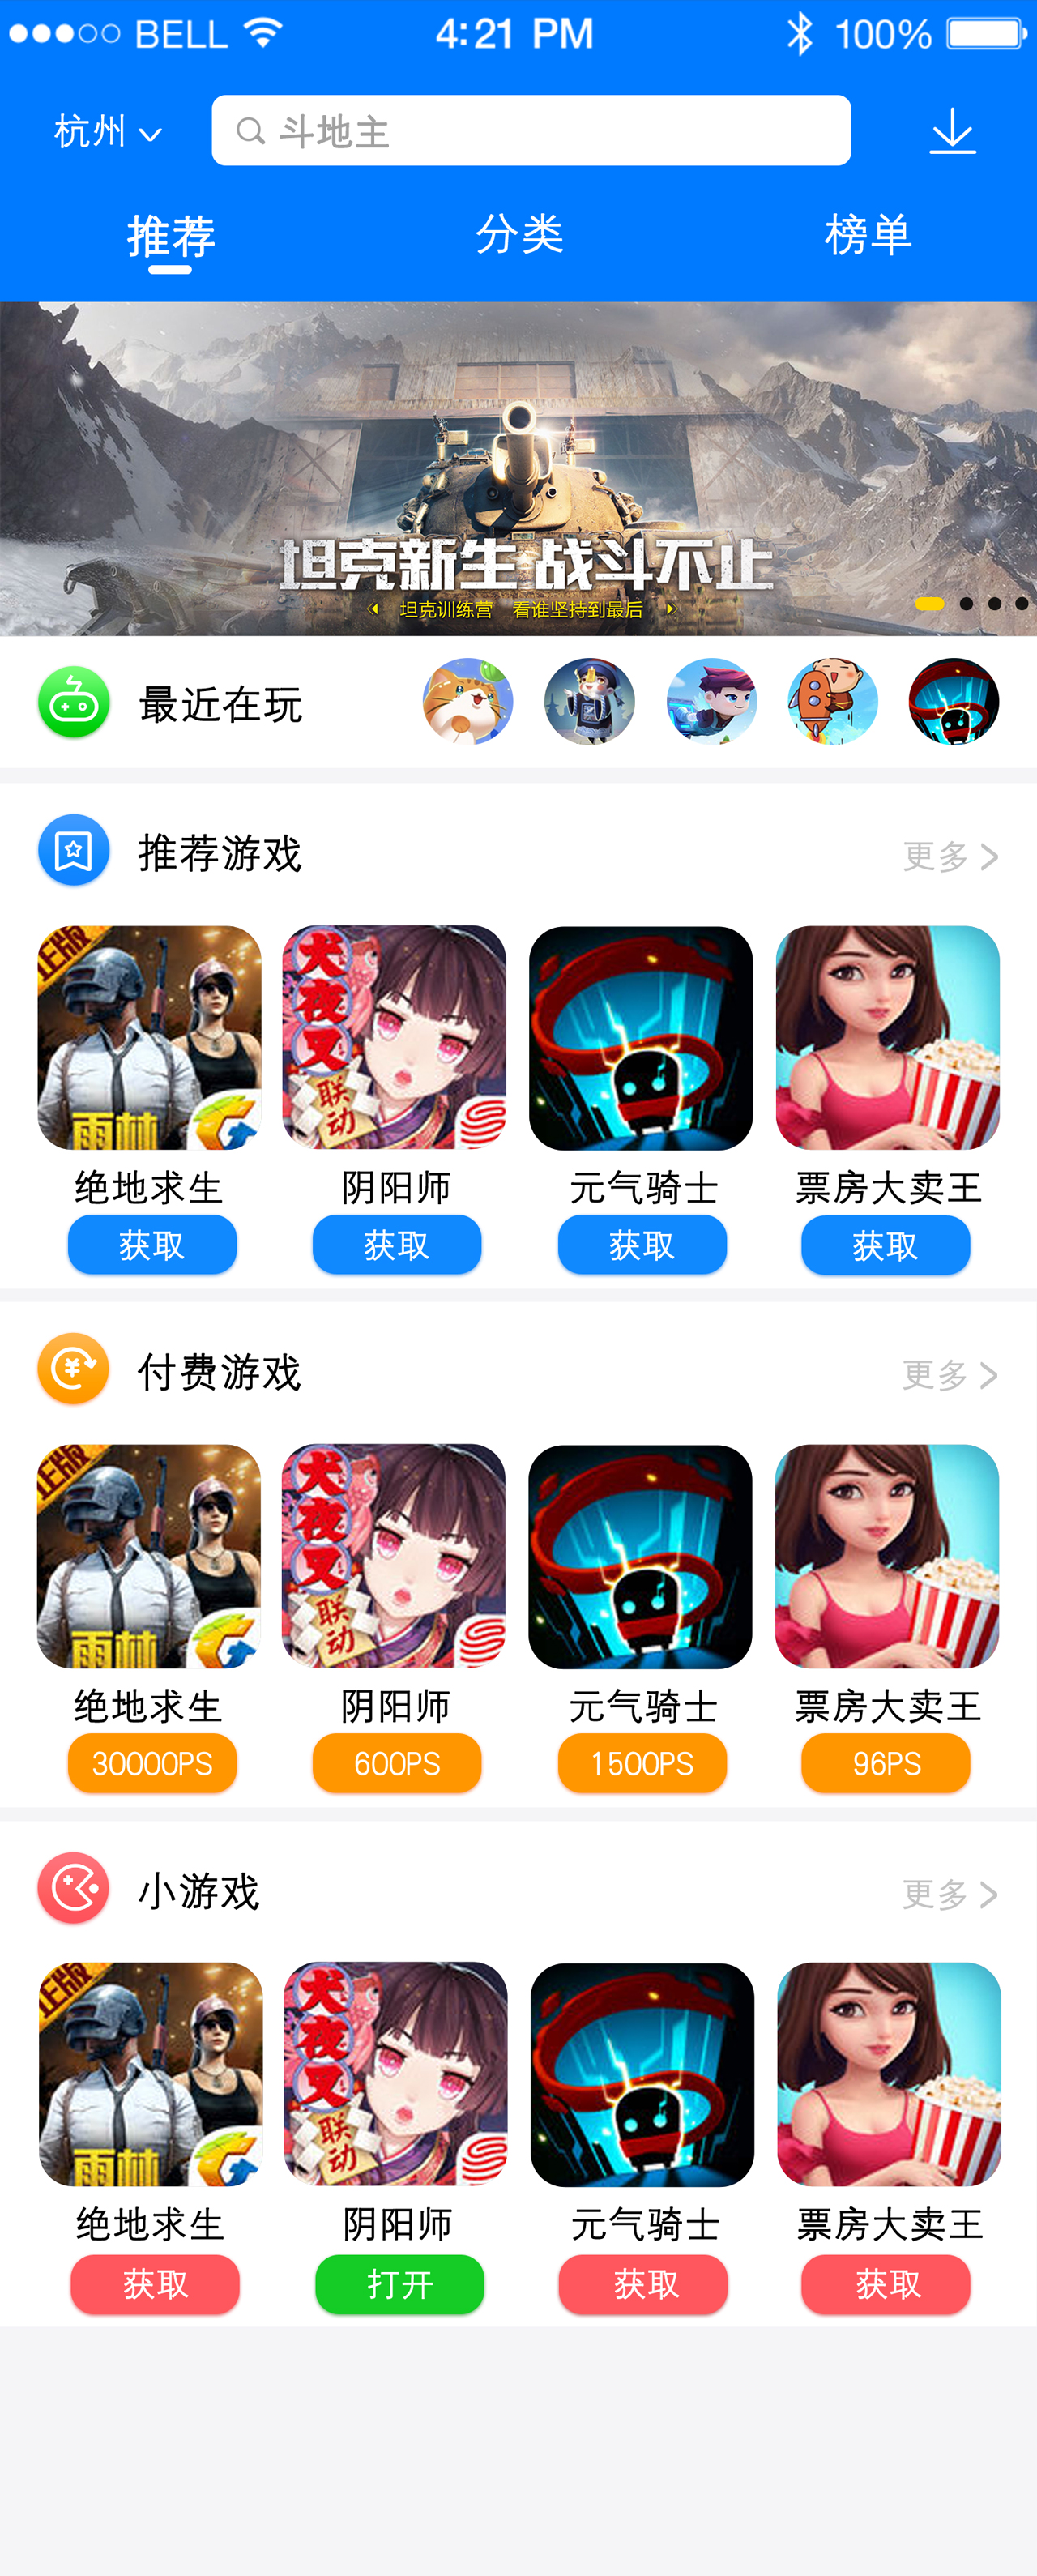 BELL 4:21 PM 100%
杭州 斗地主
推荐 分类 榜单
坦克新生 战斗不止
坦克训练营 看谁坚持到最后
最近在玩
推荐游戏 更多
正版 雨林
犬夜叉 联动
绝地求生 阴阳师 元气骑士 票房大卖王
获取 获取 获取 获取
付费游戏 更多
正版 雨林
犬夜叉 联动
绝地求生 阴阳师 元气骑士 票房大卖王
30000PS 600PS 1500PS 96PS
小游戏 更多
正版 雨林
犬夜叉 联动
绝地求生 阴阳师 元气骑士 票房大卖王
获取 打开 获取 获取